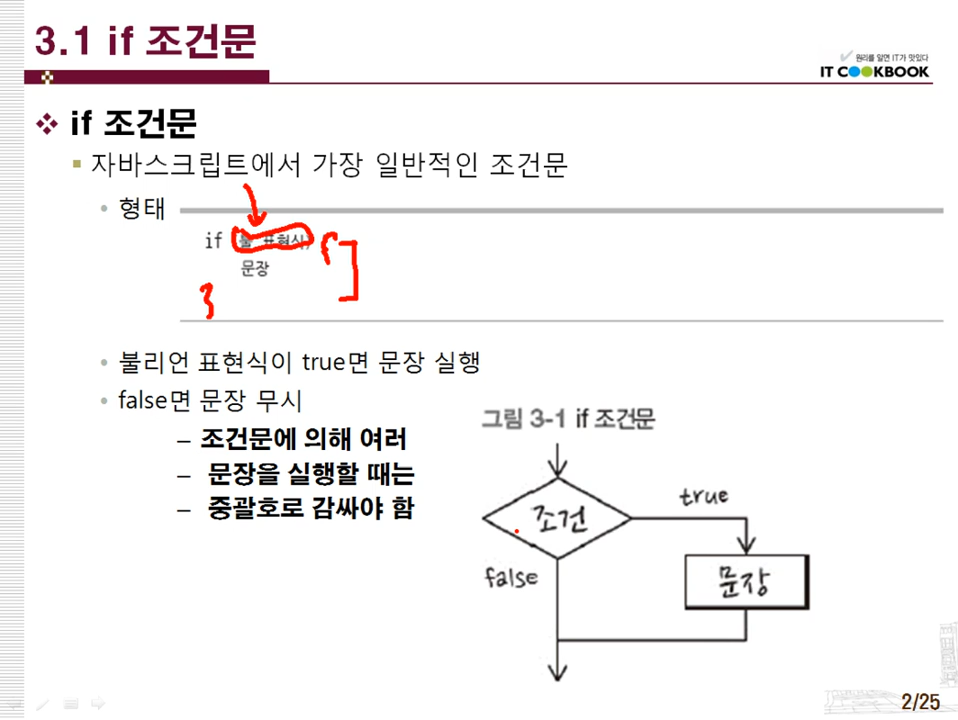 3.1 if 조건문
원리를 알면 IT가 맛있다
IT COOKBOOK
if 조건문
자바스크립트에서 가장 일반적인 조건문
형태
if 불 표현식)
{
문장
}
불리언 표현식이 true면 문장 실행
false면 문장 무시
– 조건문에 의해 여러
– 문장을 실행할 때는
– 중괄호로 감싸야 함
그림 3-1 if 조건문
조건
true
false
문장
2/25